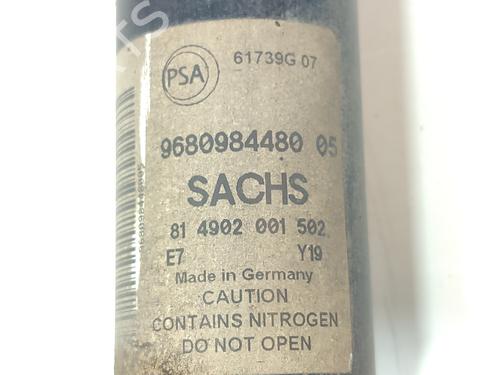 PSA
61739G 07
9680984480 05
SACHS
81 4902 001 502
E7 Y19
Made in Germany
CAUTION
CONTAINS NITROGEN
DO NOT OPEN